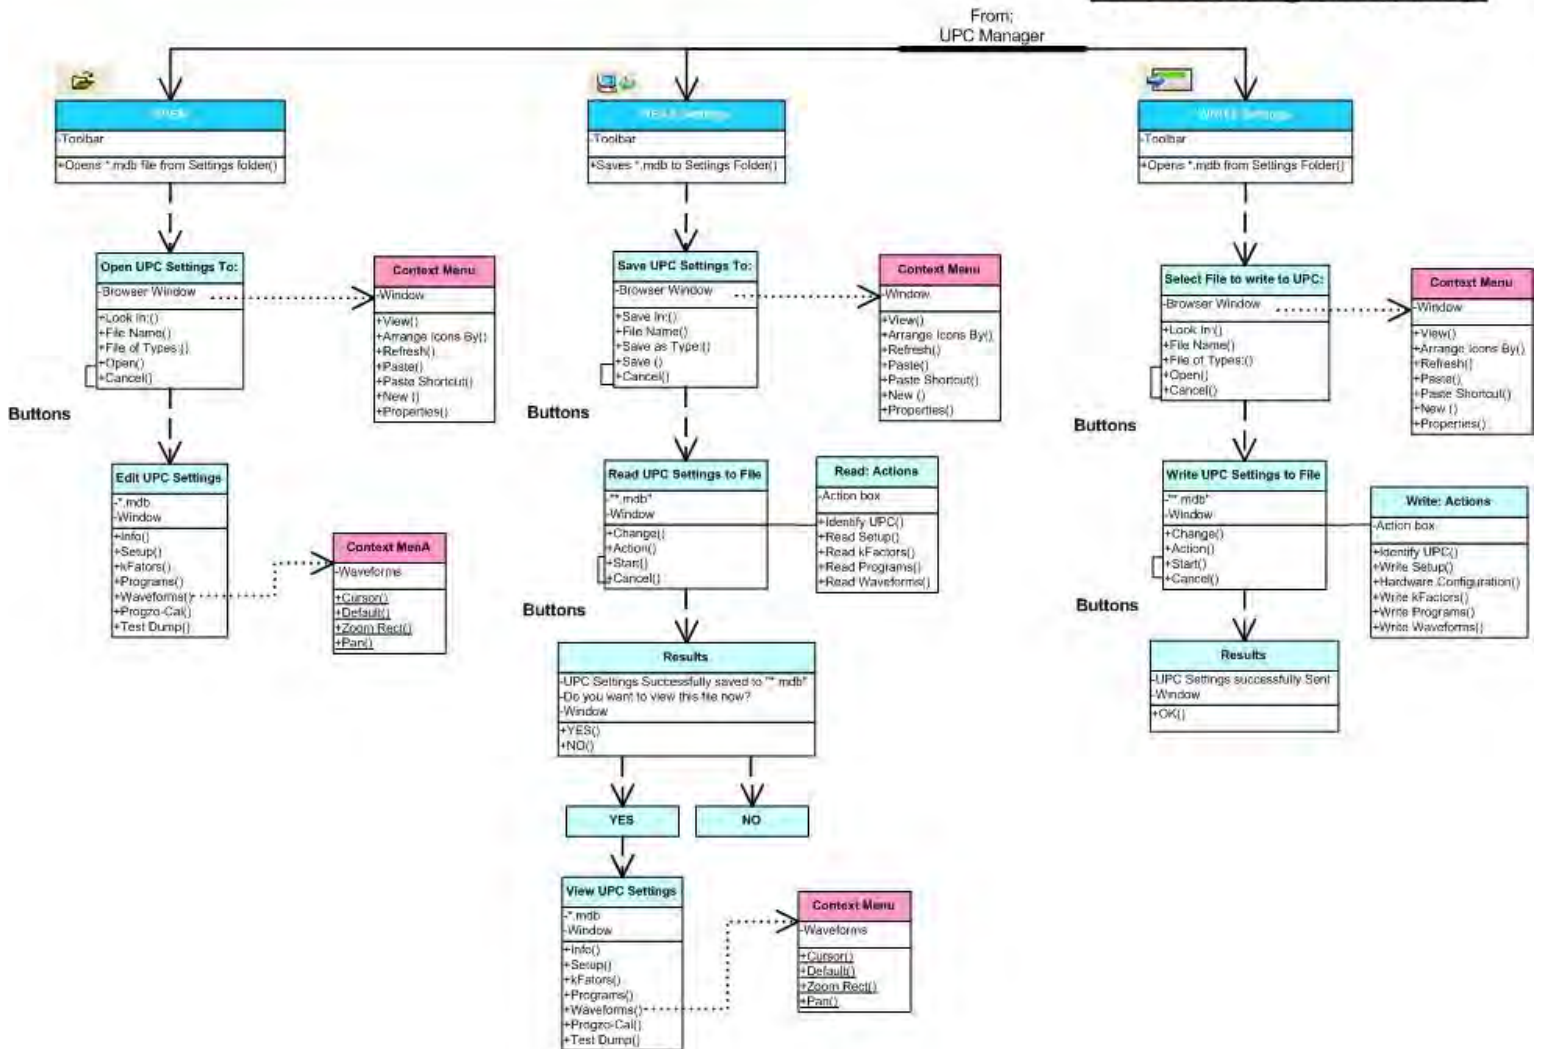 From:
UPC Manager
OPEN
-Toolbar
+Opens *.mdb file from Settings folder()
Open UPC Settings To:
-Browser Window
+Look In:()
+File Name()
+File of Types:()
+Open()
+Cancel()
Buttons
Context Menu
-Window
+View()
+Arrange Icons By()
+Refresh()
+Paste()
+Paste Shortcut()
+New ()
+Properties()
Edit UPC Settings
-*.mdb
-Window
+Info()
+Setup()
+kFators()
+Programs()
+Waveforms()
+Progzo-Cal()
+Test Dump()
Context MenA
-Waveforms
+Cursor()
+Default()
+Zoom Rect()
+Pan()
READ Settings
-Toolbar
+Saves *.mdb to Settings Folder()
Save UPC Settings To:
-Browser Window
+Save In:()
+File Name()
+Save as Type:()
+Save ()
+Cancel()
Buttons
Context Menu
-Window
+View()
+Arrange Icons By()
+Refresh()
+Paste()
+Paste Shortcut()
+New ()
+Properties()
Read UPC Settings to File
-"*.mdb"
-Window
+Change()
+Action()
+Start()
+Cancel()
Buttons
Read: Actions
-Action box
+Identify UPC()
+Read Setup()
+Read kFactors()
+Read Programs()
+Read Waveforms()
Results
-UPC Settings Successfully saved to "*.mdb"
-Do you want to view this file now?
-Window
+YES()
+NO()
YES
NO
View UPC Settings
-*.mdb
-Window
+Info()
+Setup()
+kFators()
+Programs()
+Waveforms()
+Progzo-Cal()
+Test Dump()
Context Menu
-Waveforms
+Cursor()
+Default()
+Zoom Rect()
+Pan()
WRITE Settings
-Toolbar
+Opens *.mdb from Settings Folder()
Select File to write to UPC:
-Browser Window
+Look In:()
+File Name()
+File of Types:()
+Open()
+Cancel()
Buttons
Context Menu
-Window
+View()
+Arrange Icons By()
+Refresh()
+Paste()
+Paste Shortcut()
+New ()
+Properties()
Write UPC Settings to File
-"*.mdb"
-Window
+Change()
+Action()
+Start()
+Cancel()
Buttons
Write: Actions
-Action box
+Identify UPC()
+Write Setup()
+Hardware Configuration()
+Write kFactors()
+Write Programs()
+Write Waveforms()
Results
-UPC Settings successfully Sent
-Window
+OK()